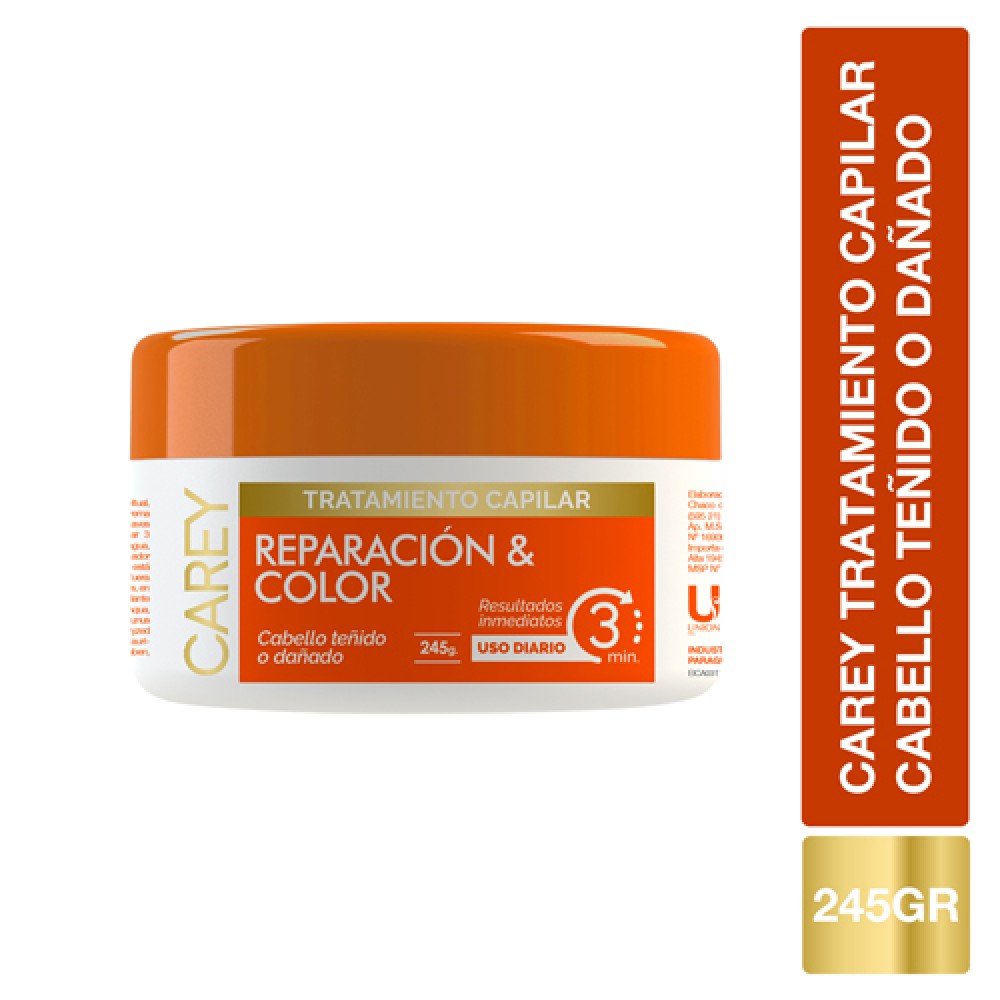 CAREY
TRATAMIENTO CAPILAR
REPARACIÓN &
COLOR
Cabello teñido
o dañado
245g.
Resultados
inmediatos
USO DIARIO
3
min.
UNION
CAREY TRATAMIENTO CAPILAR
CABELLO TEÑIDO O DAÑADO
245GR